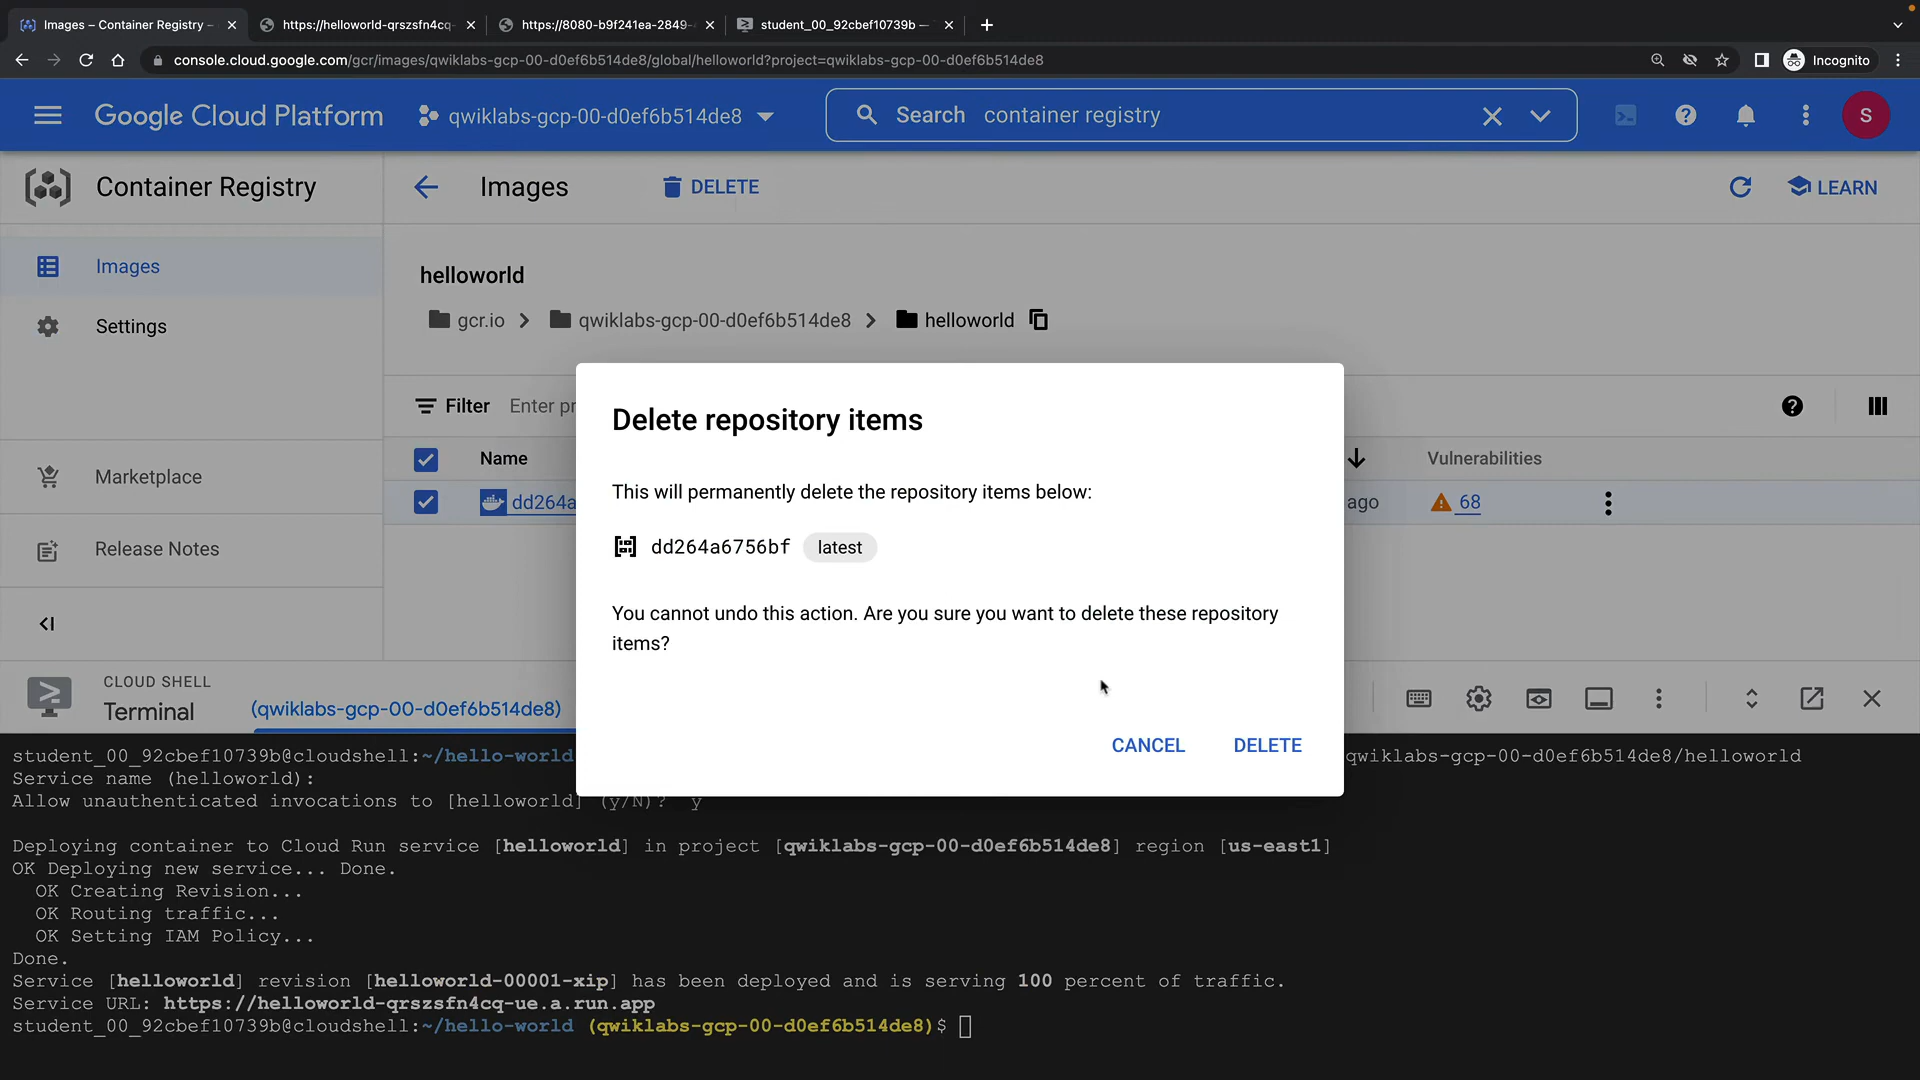 Images – Container Registry –
https://helloworld-qrszsfn4cq-
https://8080-b9f241ea-2849-
student_00_92cbef10739b —
console.cloud.google.com/gcr/images/qwiklabs-gcp-00-d0ef6b514de8/global/helloworld?project=qwiklabs-gcp-00-d0ef6b514de8
Incognito
Google Cloud Platform
qwiklabs-gcp-00-d0ef6b514de8
Search container registry
S
Container Registry
Images
DELETE
LEARN
Images
Settings
Marketplace
Release Notes
helloworld
gcr.io
qwiklabs-gcp-00-d0ef6b514de8
helloworld
Filter Enter pr
Name
Vulnerabilities
dd264a
ago
68
Delete repository items
This will permanently delete the repository items below:
dd264a6756bf latest
You cannot undo this action. Are you sure you want to delete these repository
items?
CANCEL
DELETE
CLOUD SHELL
Terminal
(qwiklabs-gcp-00-d0ef6b514de8)
student_00_92cbef10739b@cloudshell:~/hello-world qwiklabs-gcp-00-d0ef6b514de8/helloworld
Service name (helloworld):
Allow unauthenticated invocations to [helloworld] (y/N)? y
Deploying container to Cloud Run service [helloworld] in project [qwiklabs-gcp-00-d0ef6b514de8] region [us-east1]
OK Deploying new service... Done.
OK Creating Revision...
OK Routing traffic...
OK Setting IAM Policy...
Done.
Service [helloworld] revision [helloworld-00001-xip] has been deployed and is serving 100 percent of traffic.
Service URL: https://helloworld-qrszsfn4cq-ue.a.run.app
student_00_92cbef10739b@cloudshell:~/hello-world (qwiklabs-gcp-00-d0ef6b514de8)$